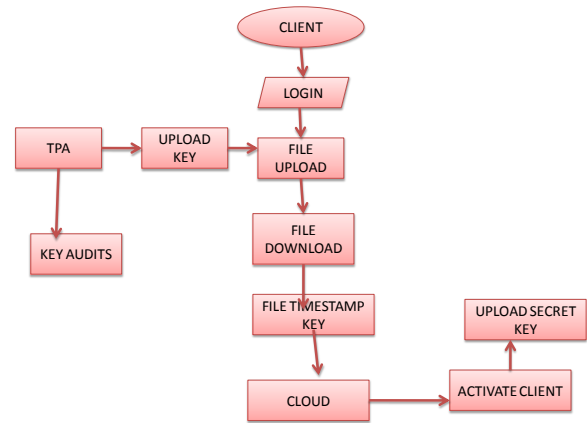 CLIENT
LOGIN
TPA
UPLOAD
KEY
FILE
UPLOAD
KEY AUDITS
FILE
DOWNLOAD
FILE TIMESTAMP
KEY
UPLOAD SECRET
KEY
CLOUD
ACTIVATE CLIENT